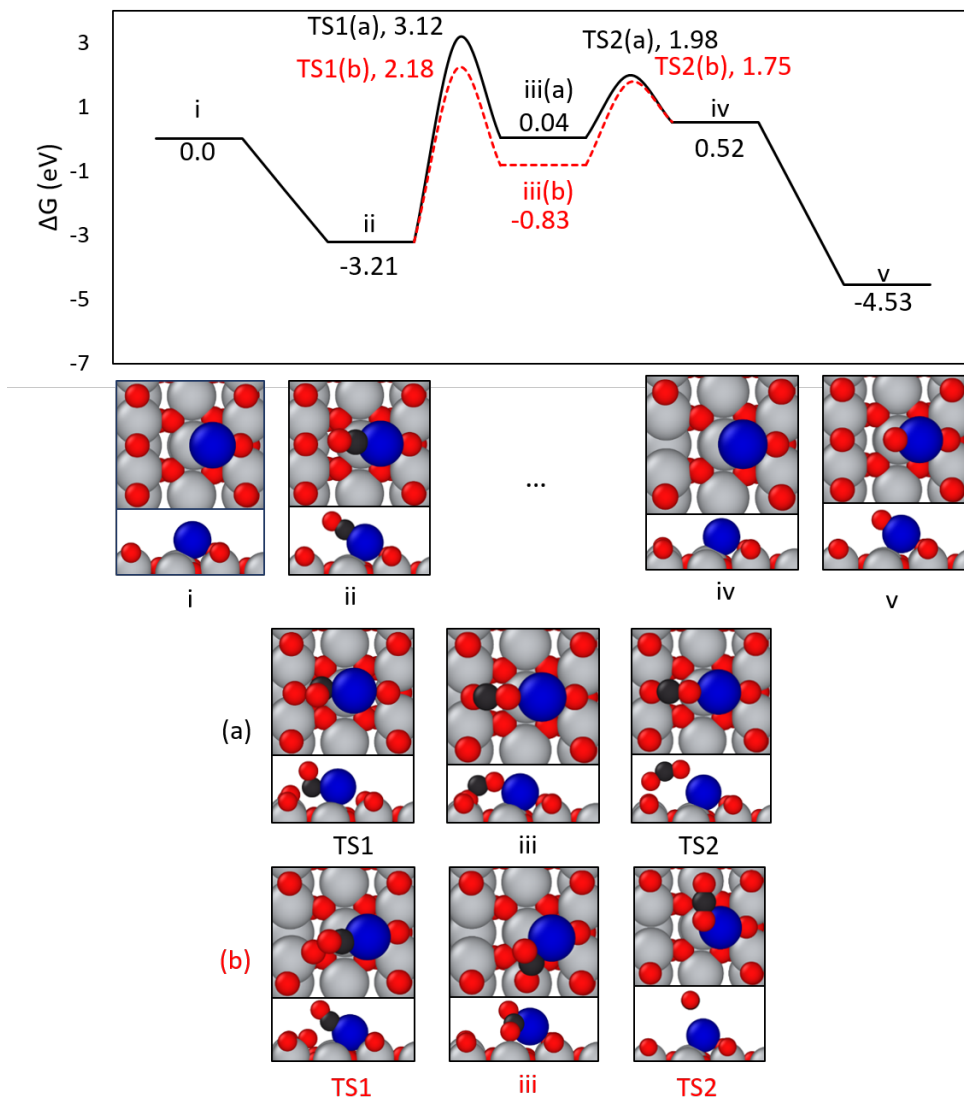 TS1(a), 3.12
TS2(a), 1.98
TS1(b), 2.18
TS2(b), 1.75
3
1
-1
-3
-5
-7
ΔG (eV)
i
0.0
ii
-3.21
iii(a)
0.04
iii(b)
-0.83
iv
0.52
v
-4.53
...
i
ii
iv
v
(a)
TS1
iii
TS2
(b)
TS1
iii
TS2